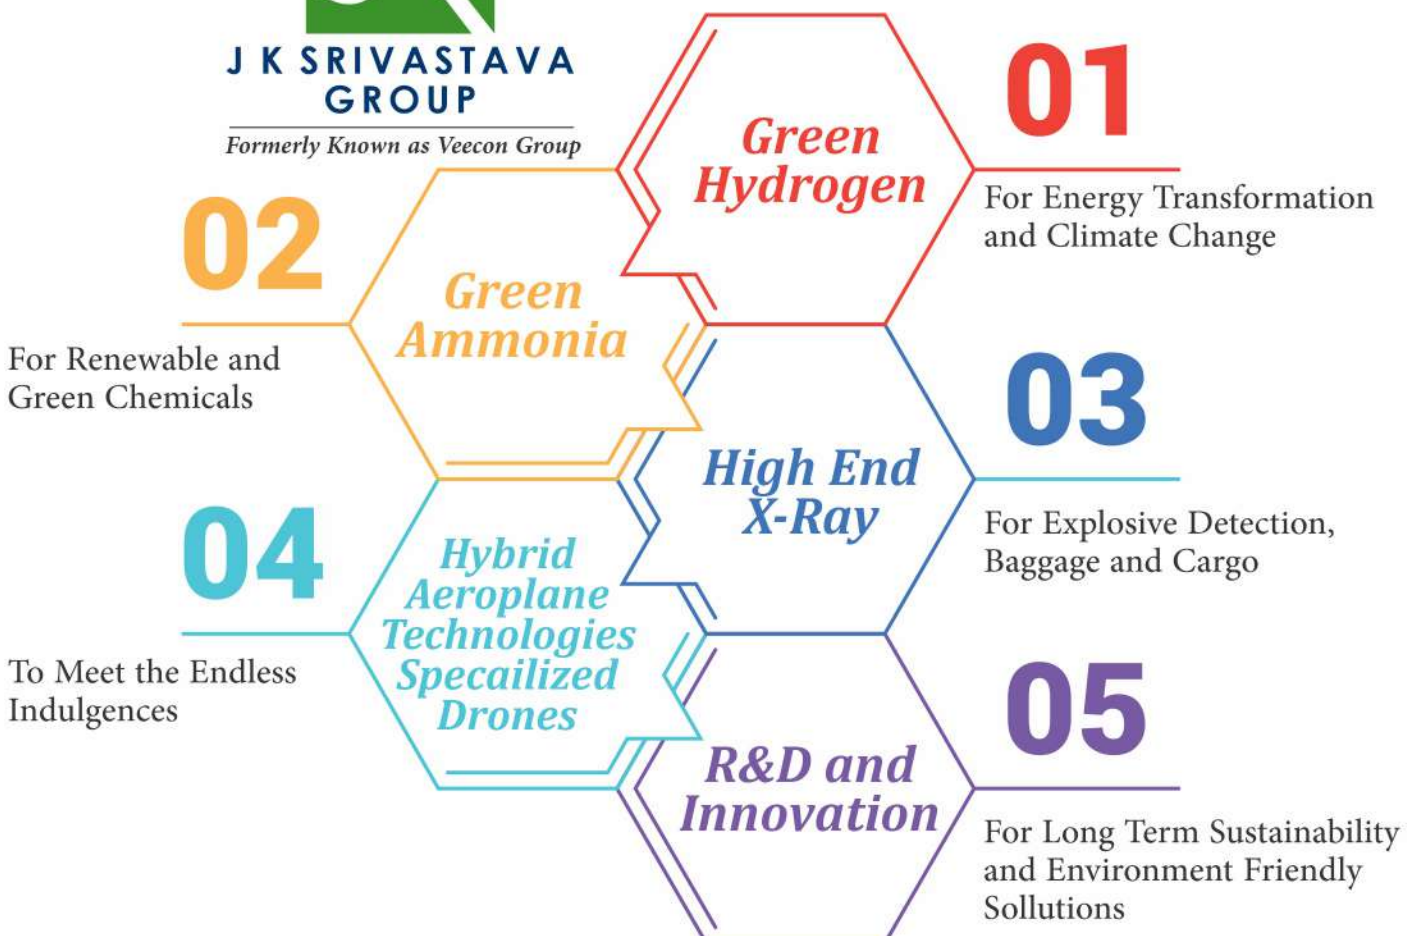 J K SRIVASTAVA
GROUP
Formerly Known as Veecon Group
01
Green
Hydrogen
For Energy Transformation
and Climate Change
02
Green
Ammonia
For Renewable and
Green Chemicals
03
High End
X-Ray
For Explosive Detection,
Baggage and Cargo
04
Hybrid
Aeroplane
Technologies
Specailized
Drones
To Meet the Endless
Indulgences
05
R&D and
Innovation
For Long Term Sustainability
and Environment Friendly
Sollutions